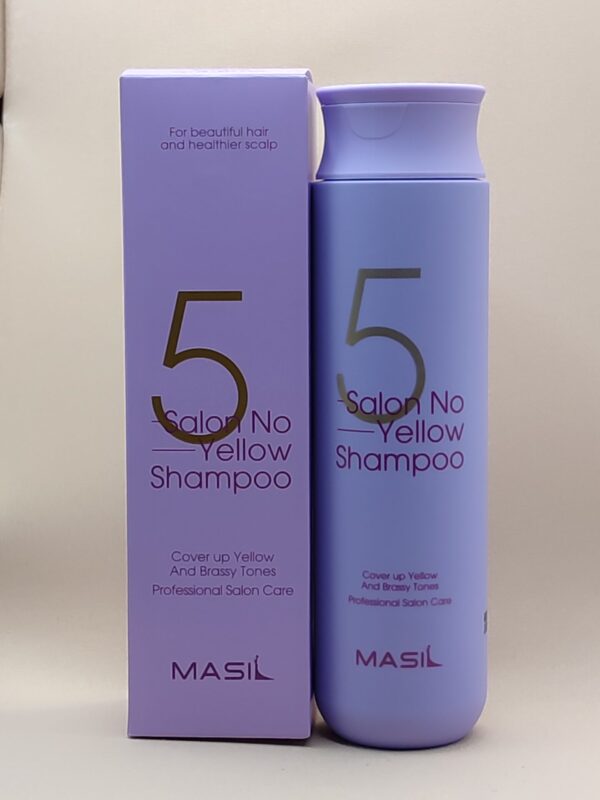 For beautiful hair
and healthier scalp
5
Salon No
Yellow
Shampoo
Cover up Yellow
And Brassy Tones
Professional Salon Care
MASIL
5
Salon No
Yellow
Shampoo
Cover up Yellow
And Brassy Tones
Professional Salon Care
MASIL